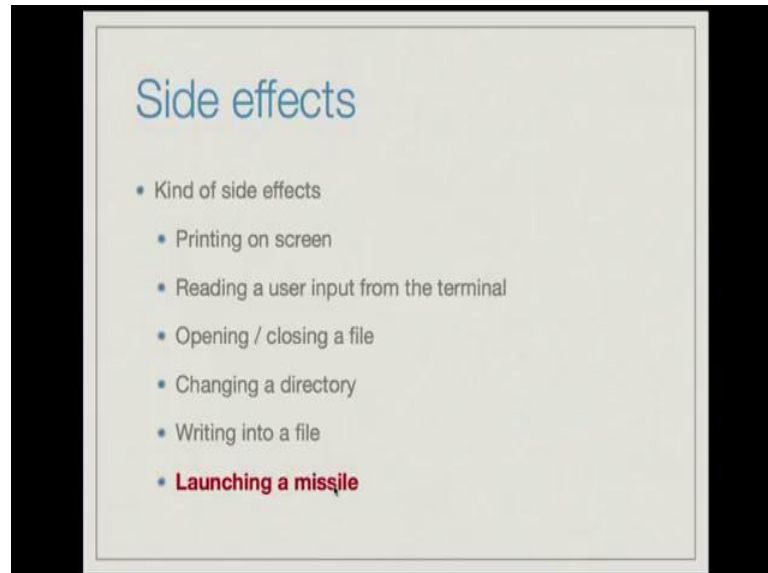 Side effects
• Kind of side effects
• Printing on screen
• Reading a user input from the terminal
• Opening / closing a file
• Changing a directory
• Writing into a file
• Launching a missile